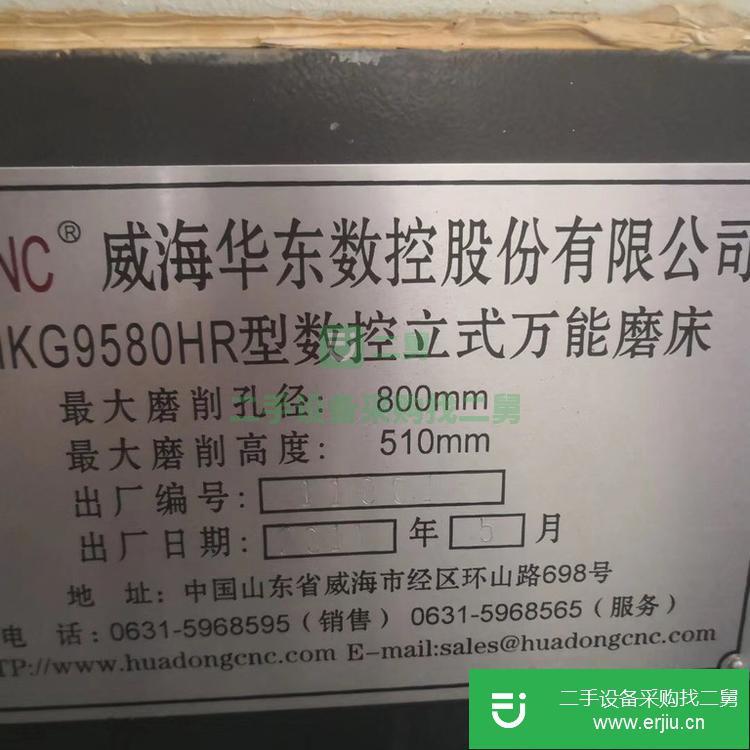 NC® 威海华东数控股份有限公司
KG9580HR型数控立式万能磨床
最大磨削孔径: 800mm
最大磨削高度: 510mm
出厂编号:
出厂日期: 年 5 月
地 址: 中国山东省威海市经区环山路698号
电 话: 0631-5968595 (销售) 0631-5968565 (服务)
TP://www.huadongcnc.com E-mail:sales@huadongcnc.com
二手设备采购找二舅
二手设备采购找二舅
www.erjiu.cn